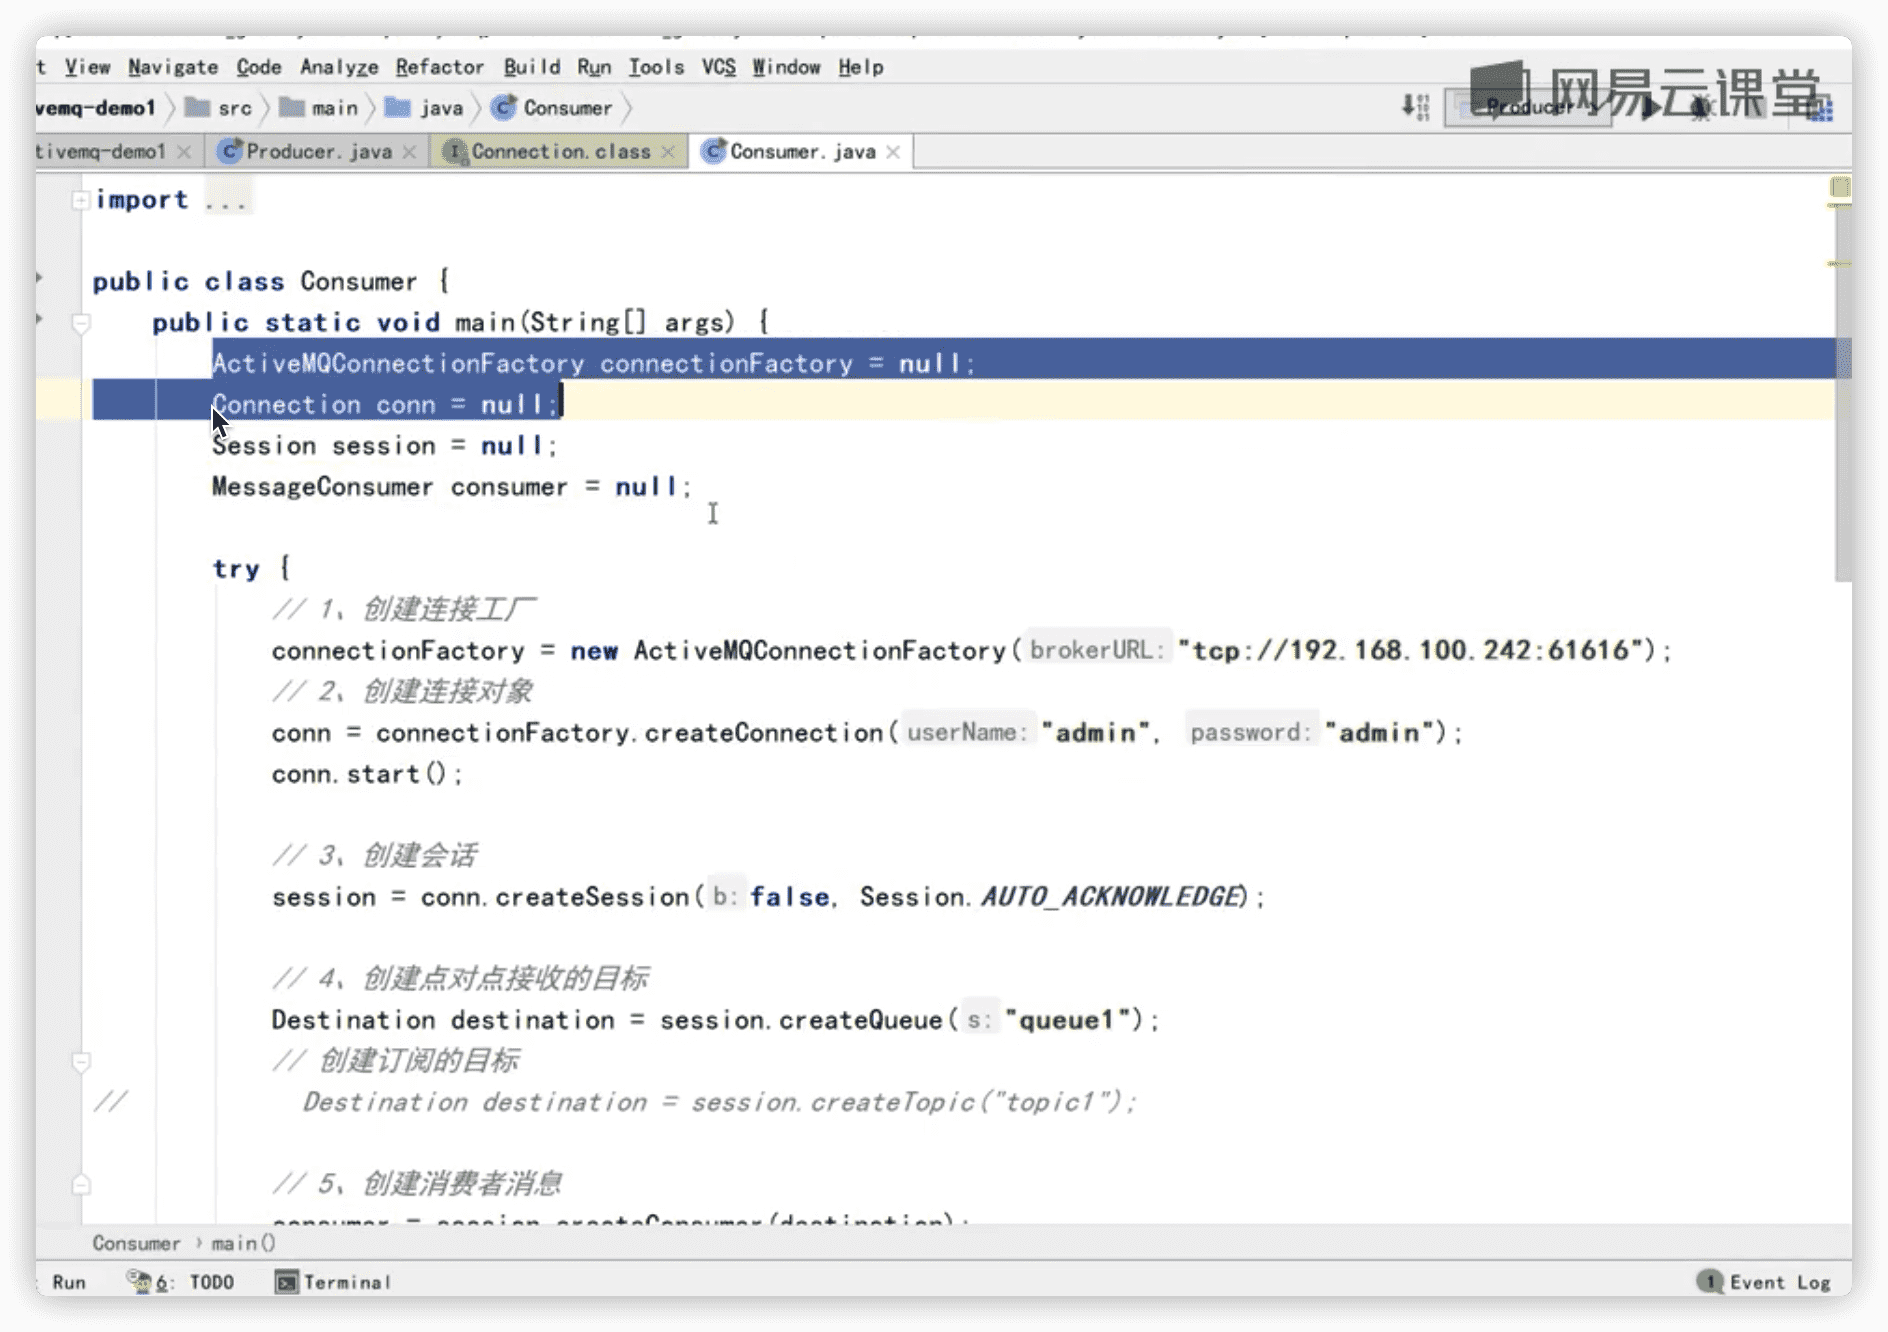 t View Navigate Code Analyze Refactor Build Run Tools VCS Window Help
网易云课堂
vemq-demo1 src main java Consumer Producer
tivemq-demo1 Producer.java Connection.class Consumer.java
import ...
public class Consumer {
public static void main(String[] args) {
ActiveMQConnectionFactory connectionFactory = null;
Connection conn = null;
Session session = null;
MessageConsumer consumer = null;
try {
// 1、创建连接工厂
connectionFactory = new ActiveMQConnectionFactory( brokerURL: "tcp://192.168.100.242:61616");
// 2、创建连接对象
conn = connectionFactory.createConnection( userName: "admin", password: "admin");
conn.start();
// 3、创建会话
session = conn.createSession( b: false, Session.AUTO_ACKNOWLEDGE);
// 4、创建点对点接收的目标
Destination destination = session.createQueue( s: "queue1");
// 创建订阅的目标
// Destination destination = session.createTopic("topic1");
// 5、创建消费者消息
consumer = session.createConsumer(destination);
Consumer › main()
: Run 6: TODO Terminal 1 Event Log